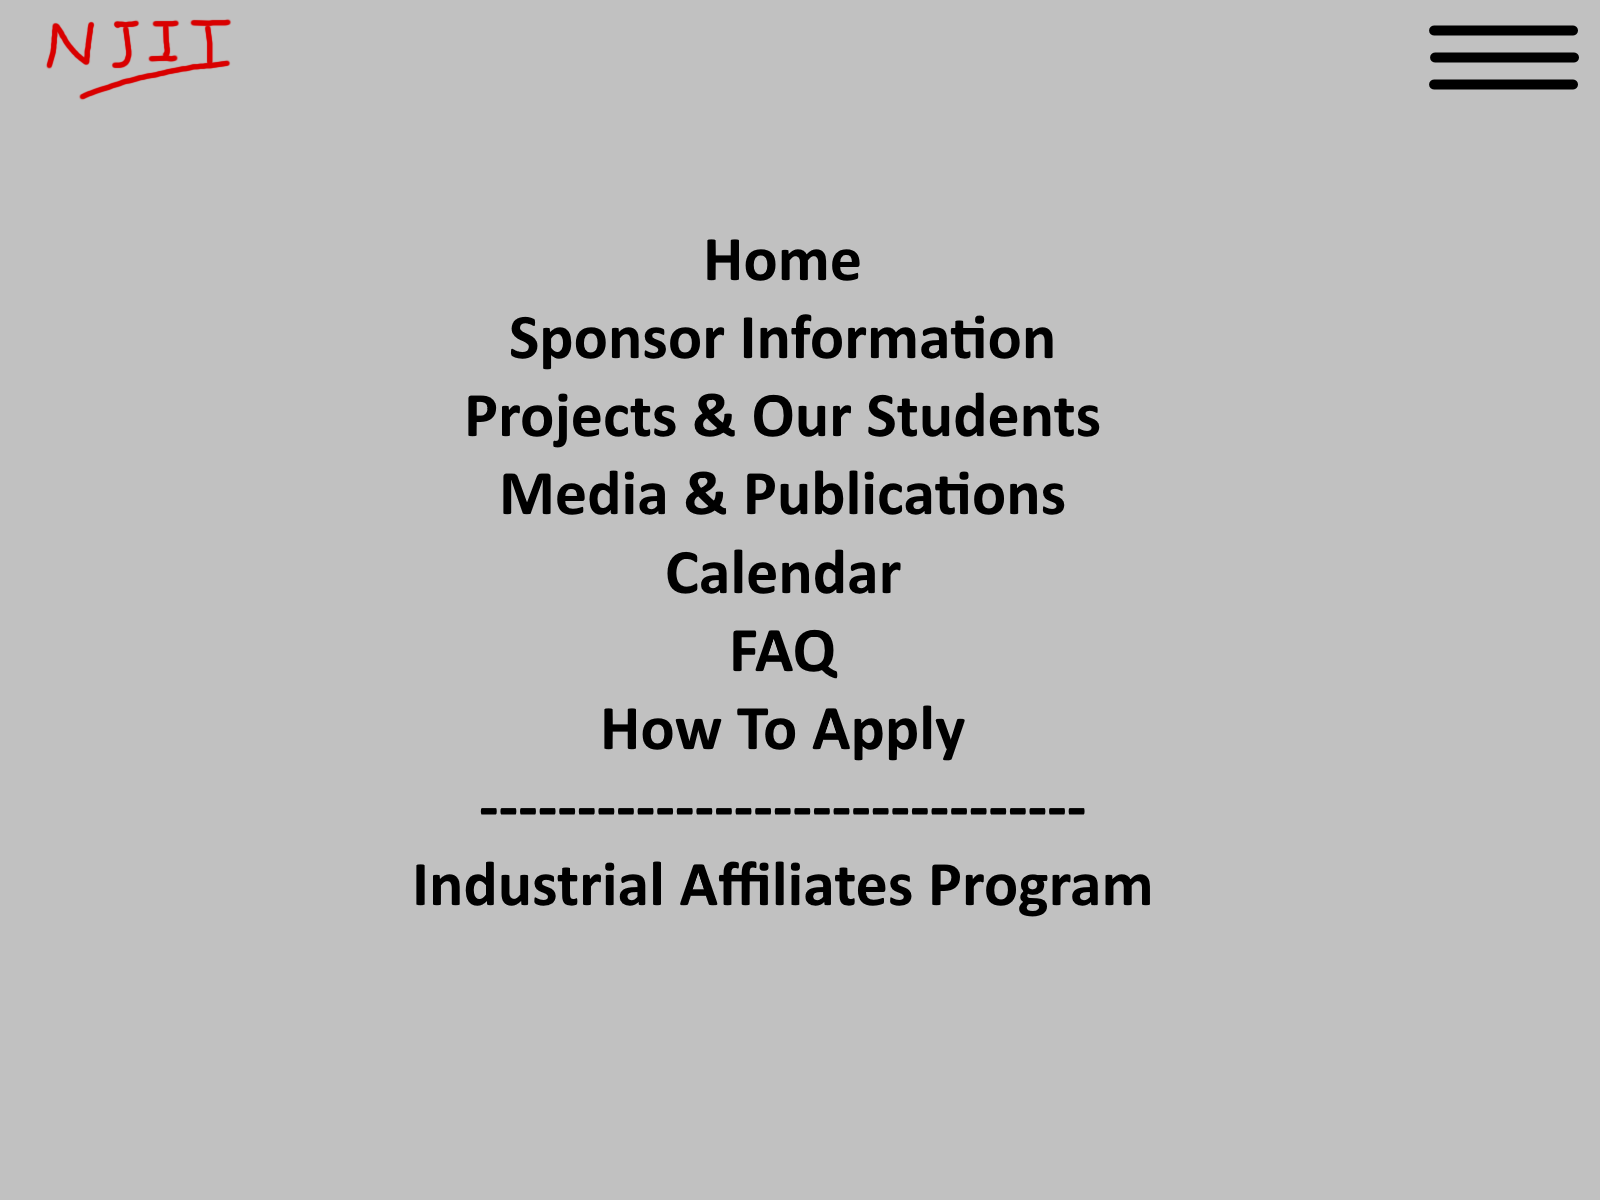 NJIT
Home
Sponsor Information
Projects & Our Students
Media & Publications
Calendar
FAQ
How To Apply
-------------------------------
Industrial Affiliates Program